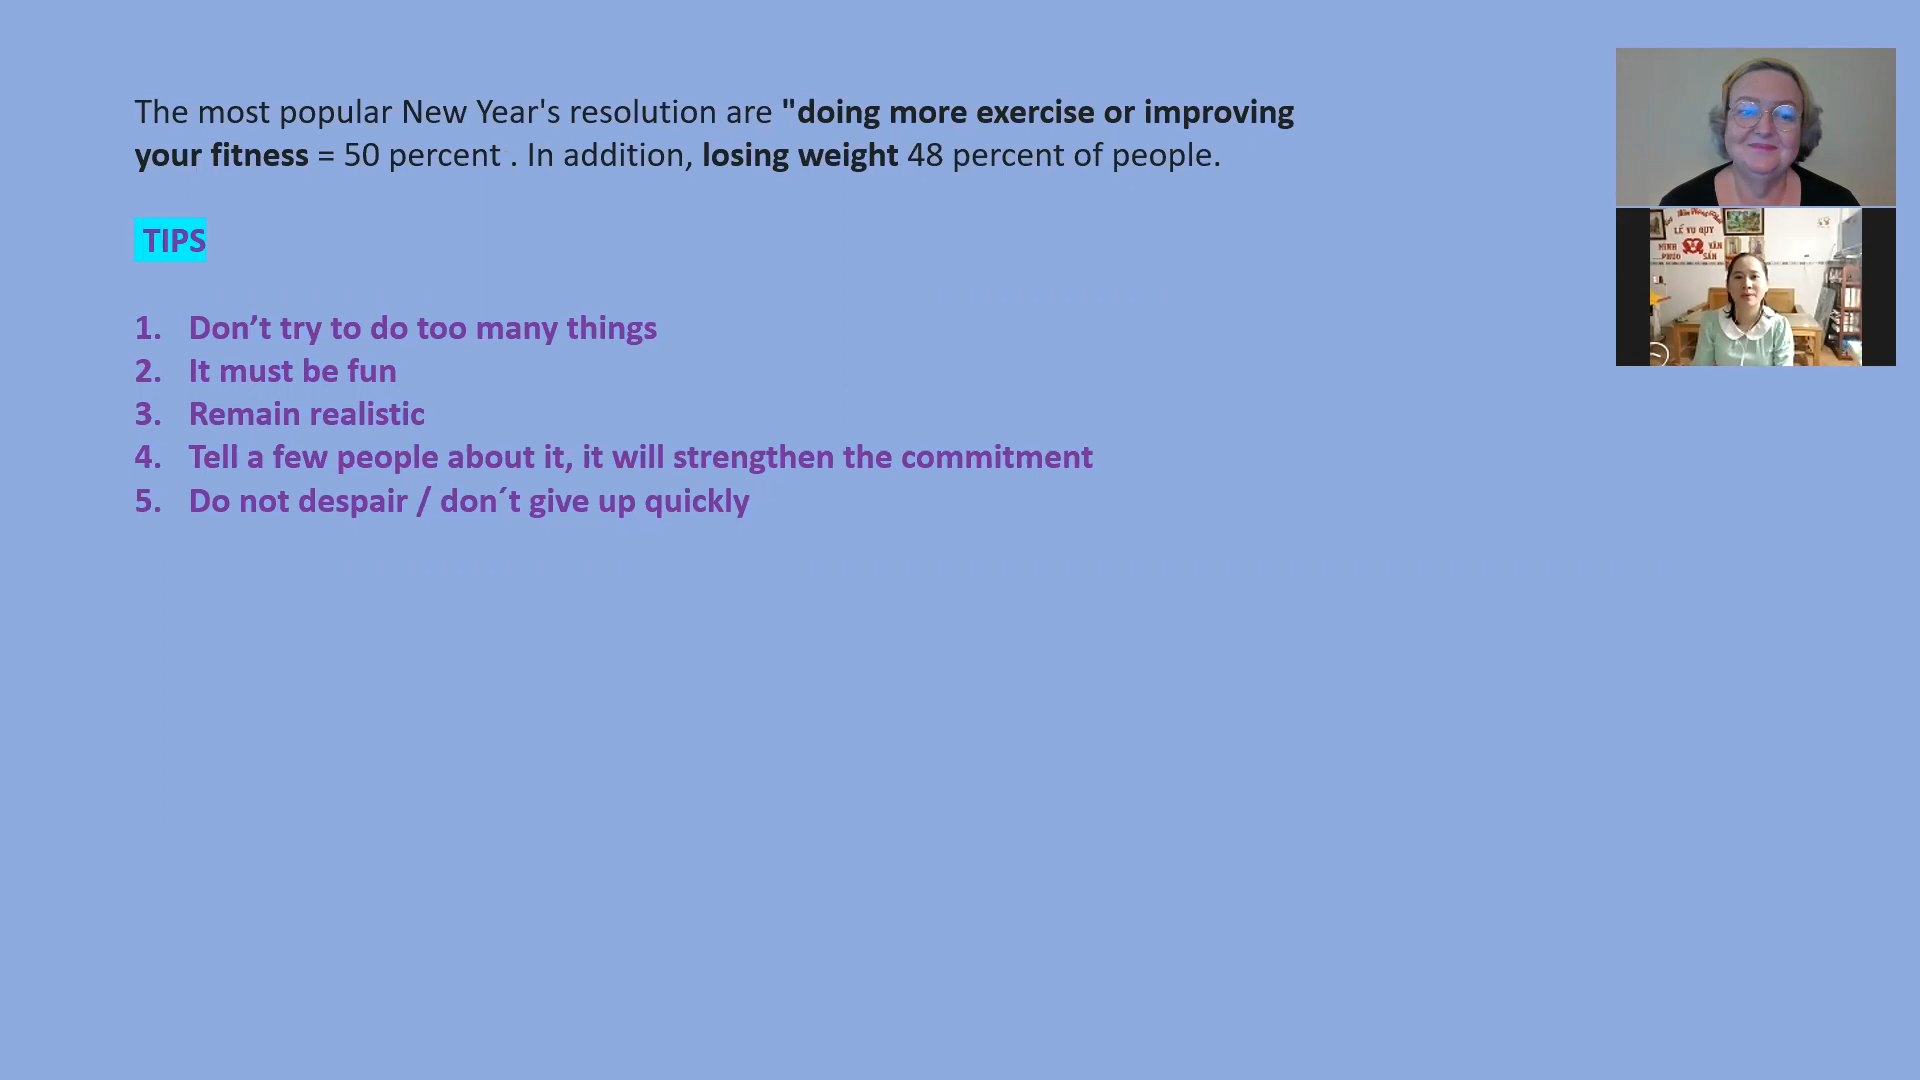 The most popular New Year's resolution are "doing more exercise or improving
your fitness = 50 percent . In addition, losing weight 48 percent of people.
TIPS
1. Don’t try to do too many things
2. It must be fun
3. Remain realistic
4. Tell a few people about it, it will strengthen the commitment
5. Do not despair / don´t give up quickly
LỄ VU QUY
MINH VÂN